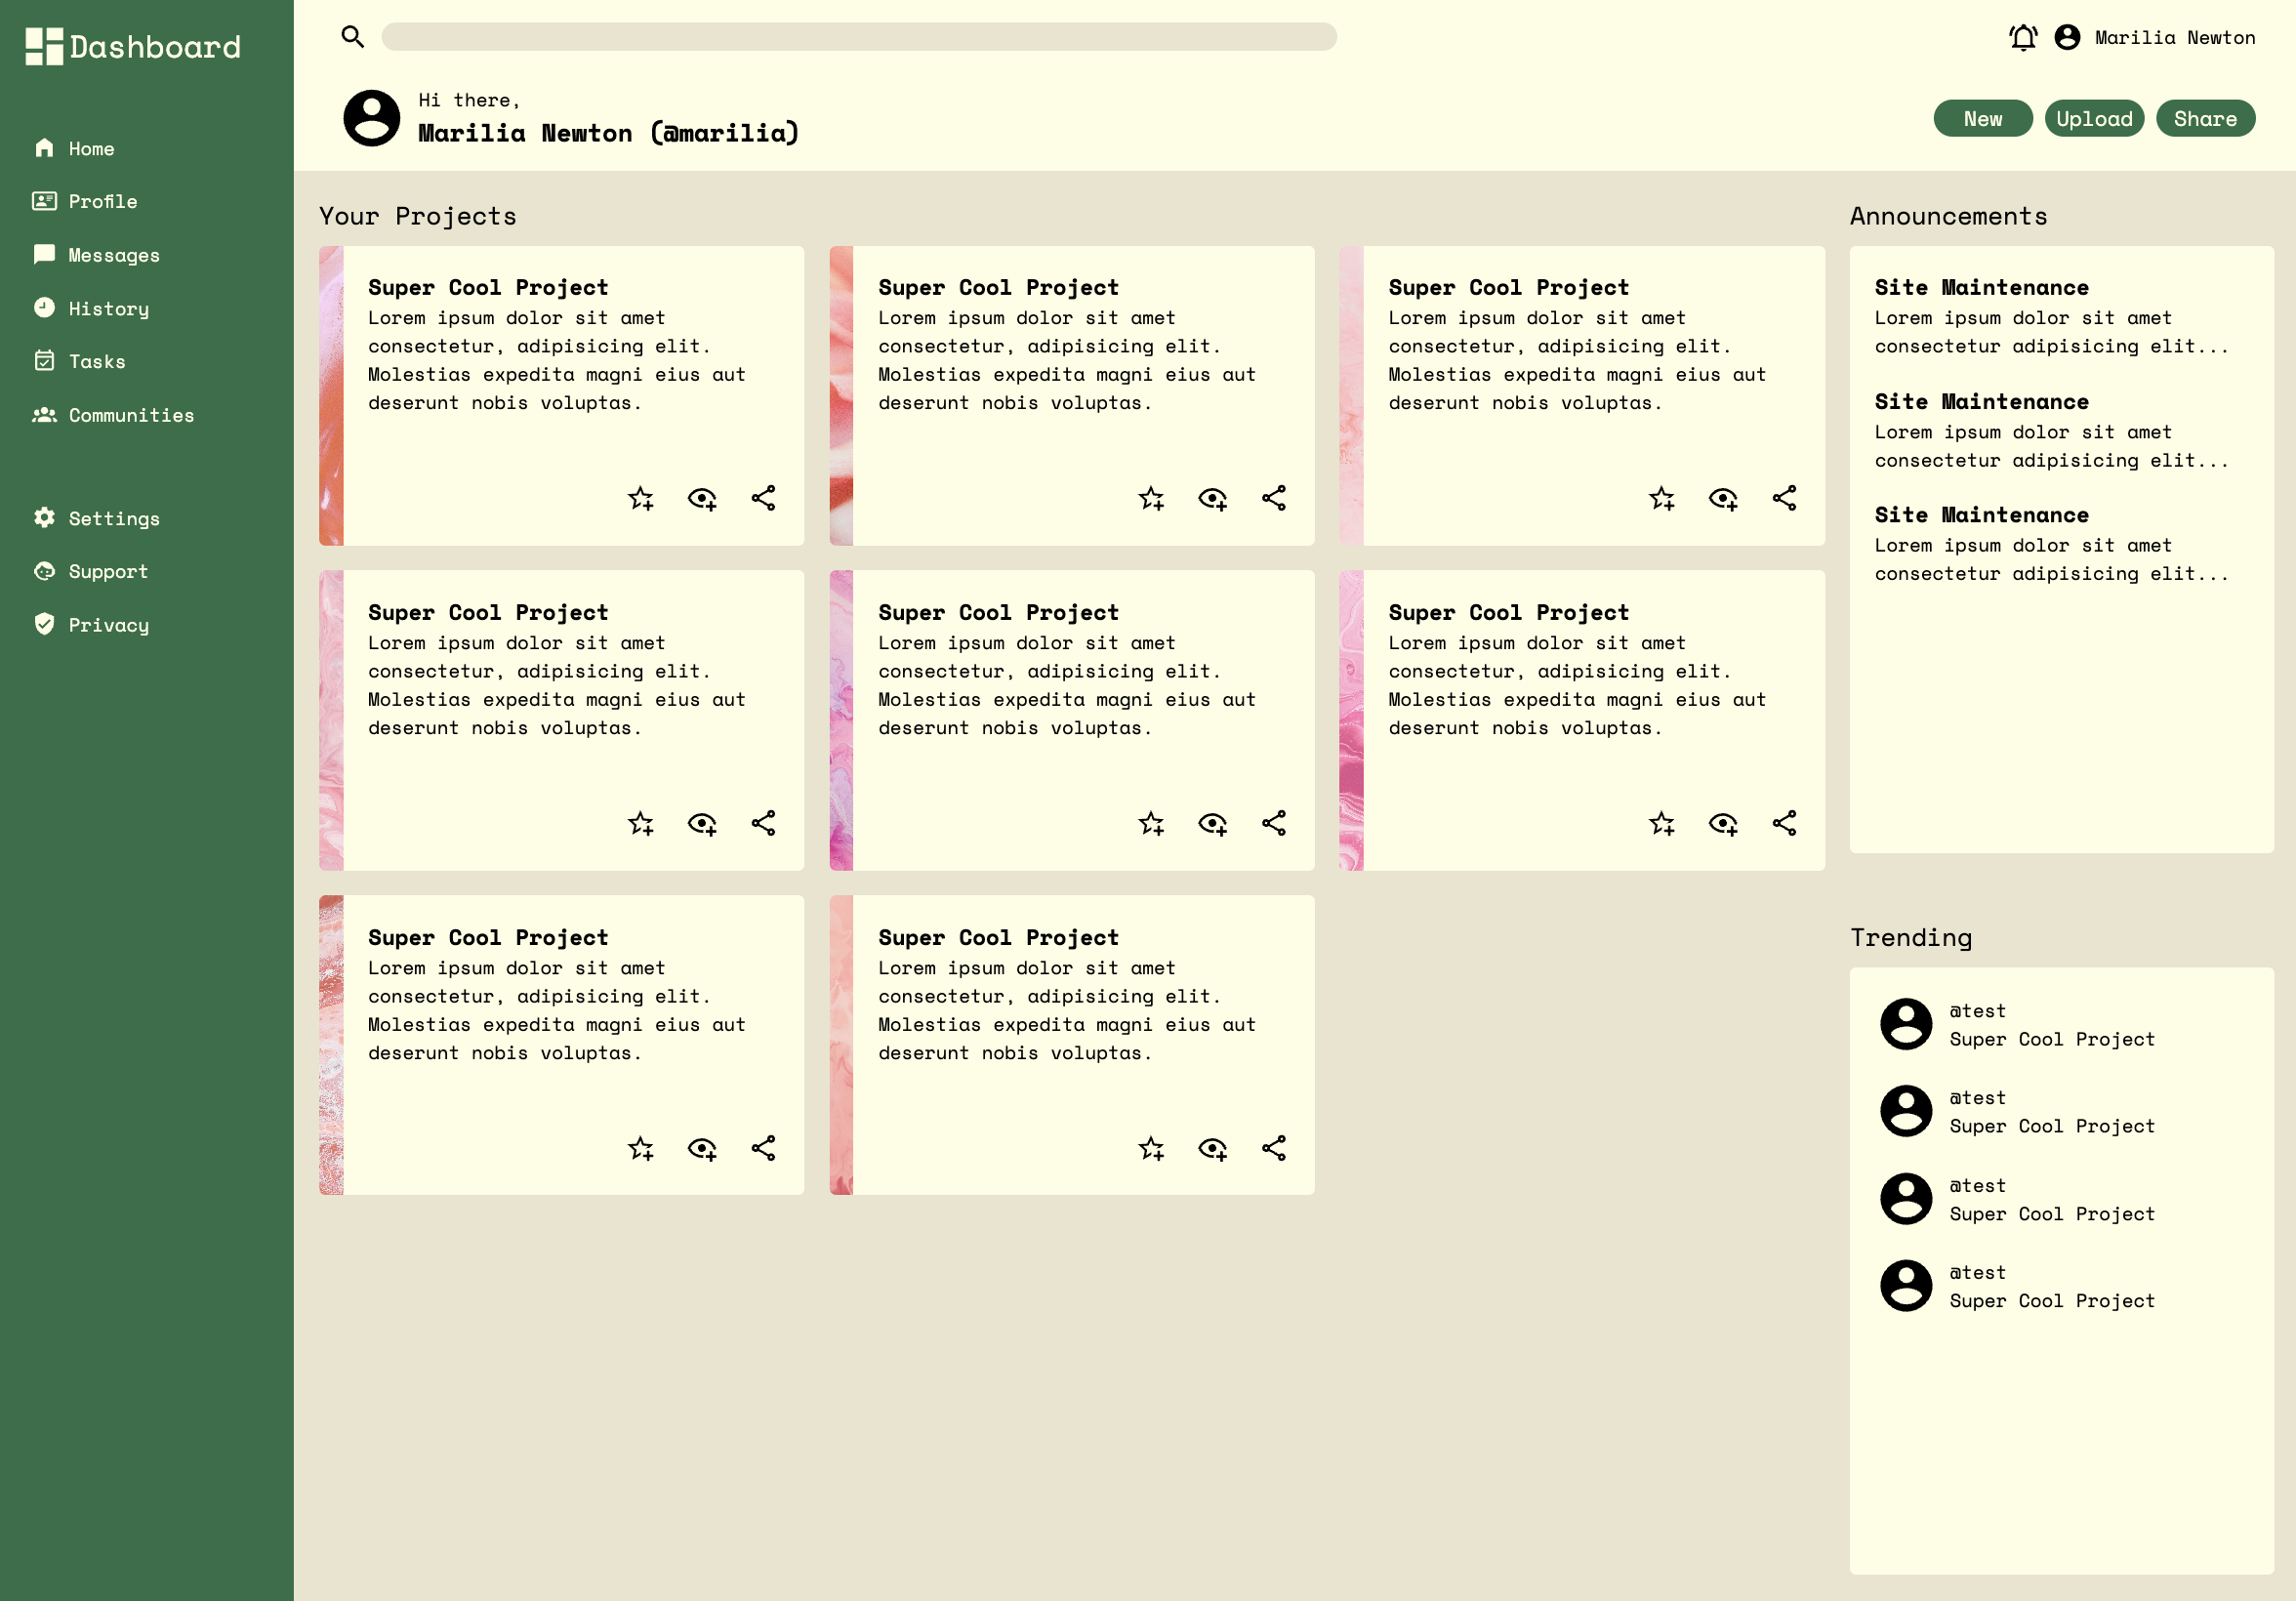 Dashboard
Home
Profile
Messages
History
Tasks
Communities
Settings
Support
Privacy
Marilia Newton
Hi there,
Marilia Newton (@marilia)
New
Upload
Share
Your Projects
Super Cool Project
Lorem ipsum dolor sit amet
consectetur, adipisicing elit.
Molestias expedita magni eius aut
deserunt nobis voluptas.
Super Cool Project
Lorem ipsum dolor sit amet
consectetur, adipisicing elit.
Molestias expedita magni eius aut
deserunt nobis voluptas.
Super Cool Project
Lorem ipsum dolor sit amet
consectetur, adipisicing elit.
Molestias expedita magni eius aut
deserunt nobis voluptas.
Super Cool Project
Lorem ipsum dolor sit amet
consectetur, adipisicing elit.
Molestias expedita magni eius aut
deserunt nobis voluptas.
Super Cool Project
Lorem ipsum dolor sit amet
consectetur, adipisicing elit.
Molestias expedita magni eius aut
deserunt nobis voluptas.
Super Cool Project
Lorem ipsum dolor sit amet
consectetur, adipisicing elit.
Molestias expedita magni eius aut
deserunt nobis voluptas.
Super Cool Project
Lorem ipsum dolor sit amet
consectetur, adipisicing elit.
Molestias expedita magni eius aut
deserunt nobis voluptas.
Super Cool Project
Lorem ipsum dolor sit amet
consectetur, adipisicing elit.
Molestias expedita magni eius aut
deserunt nobis voluptas.
Announcements
Site Maintenance
Lorem ipsum dolor sit amet
consectetur adipisicing elit...
Site Maintenance
Lorem ipsum dolor sit amet
consectetur adipisicing elit...
Site Maintenance
Lorem ipsum dolor sit amet
consectetur adipisicing elit...
Trending
@test
Super Cool Project
@test
Super Cool Project
@test
Super Cool Project
@test
Super Cool Project